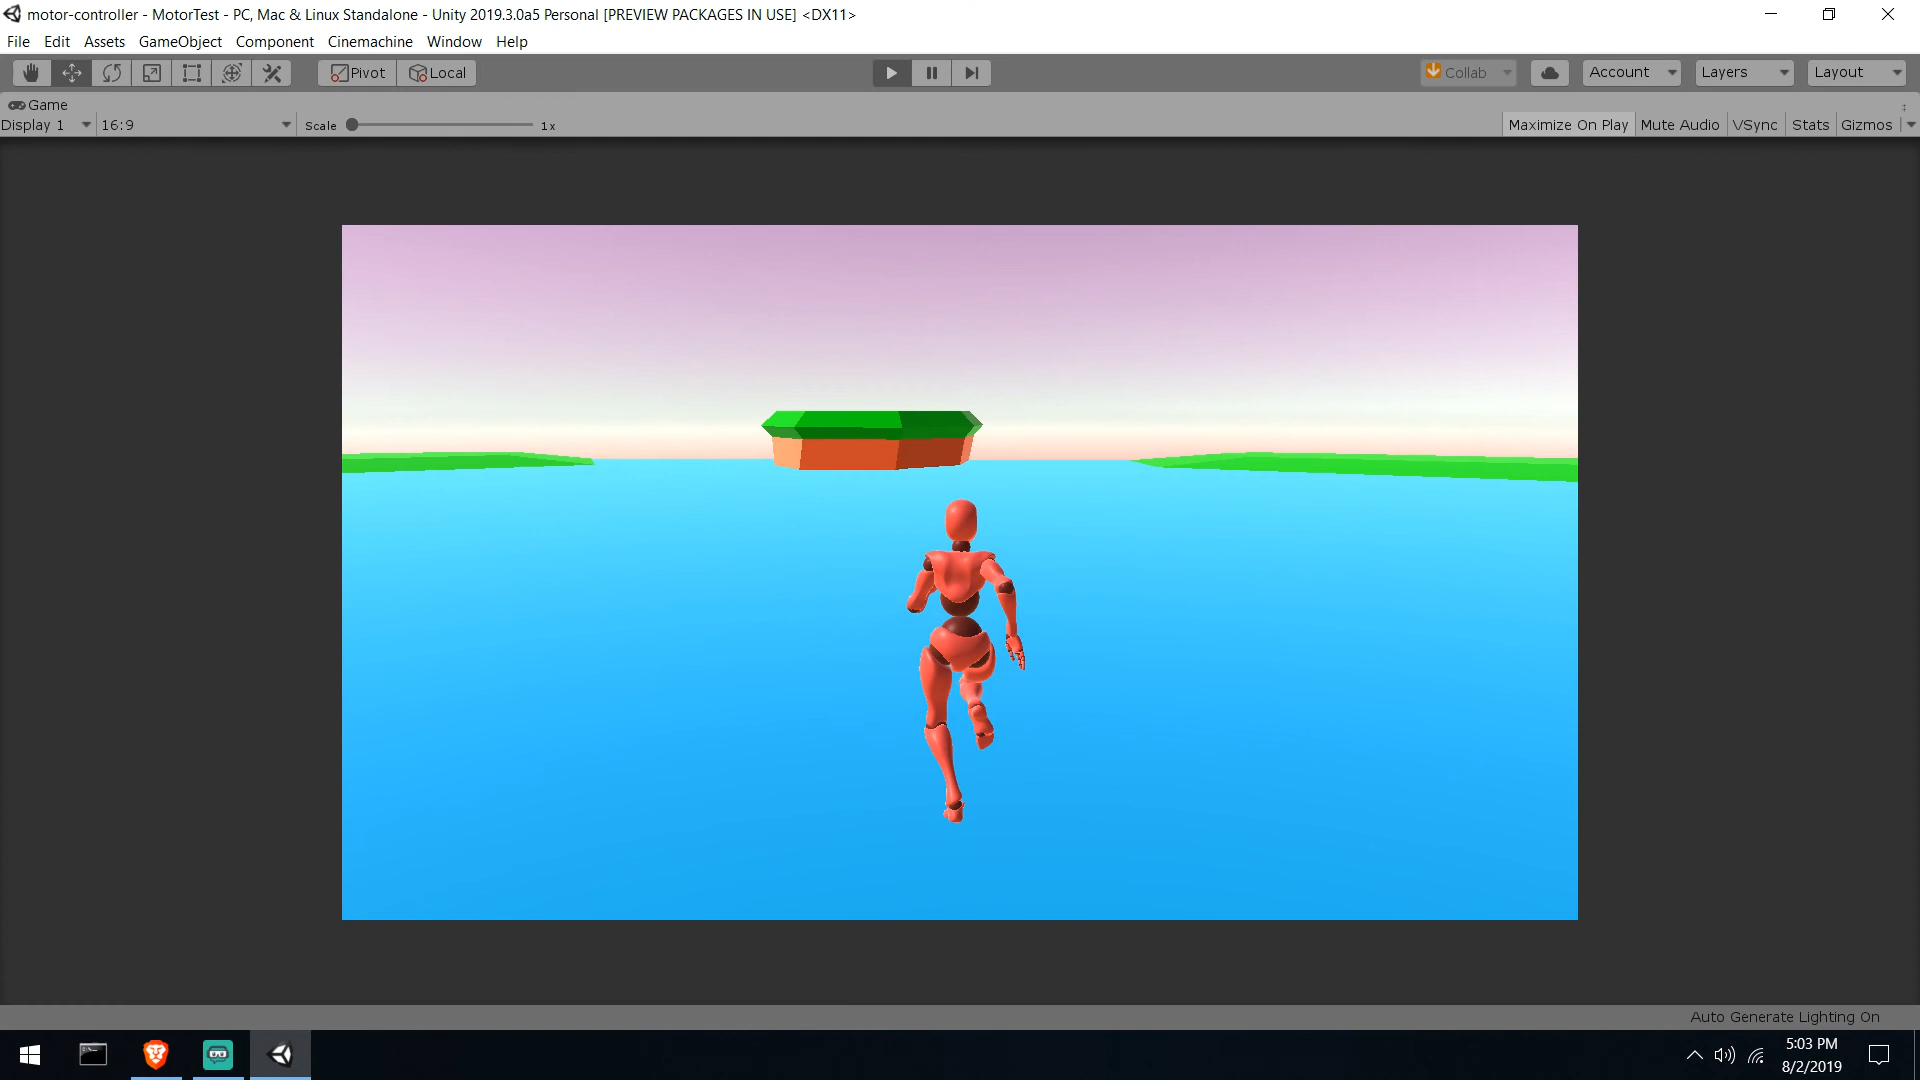 motor-controller - MotorTest - PC, Mac & Linux Standalone - Unity 2019.3.0a5 Personal [PREVIEW PACKAGES IN USE] <DX11>
File Edit Assets GameObject Component Cinemachine Window Help
Pivot Local Collab Account Layers Layout
Game
Display 1 16:9 Scale 1x Maximize On Play Mute Audio VSync Stats Gizmos
Auto Generate Lighting On
5:03 PM
8/2/2019